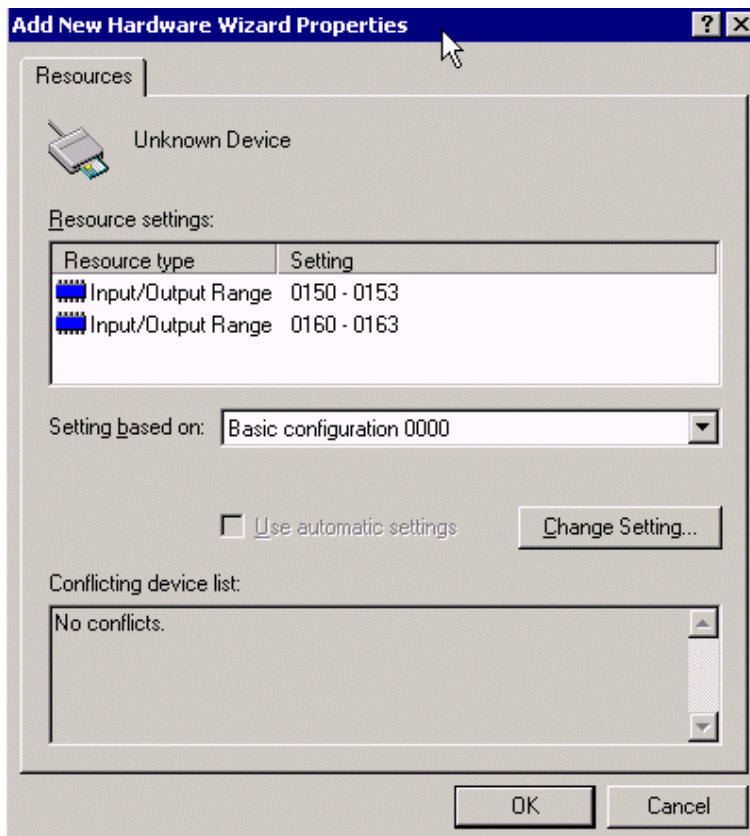 Add New Hardware Wizard Properties
Resources
Unknown Device
Resource settings:
Resource type Setting
Input/Output Range 0150 - 0153
Input/Output Range 0160 - 0163
Setting based on: Basic configuration 0000
Use automatic settings Change Setting...
Conflicting device list:
No conflicts.
OK Cancel